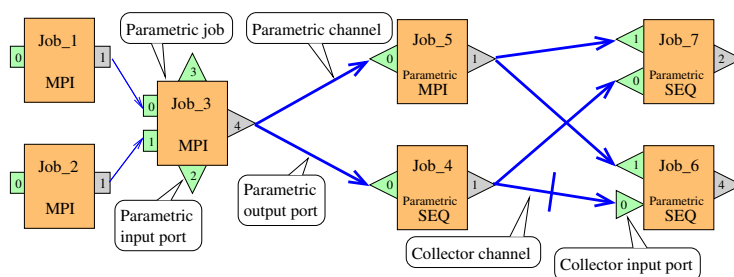 Parametric job
Parametric channel
Job_1
0
1
MPI
3
Job_3
0
1
MPI
4
2
Job_2
0
1
MPI
Parametric
input port
Parametric
output port
Job_5
0
1
Parametric
MPI
Job_4
0
1
Parametric
SEQ
Collector channel
Job_7
1
2
0
Parametric
SEQ
Job_6
1
4
0
Parametric
SEQ
Collector input port